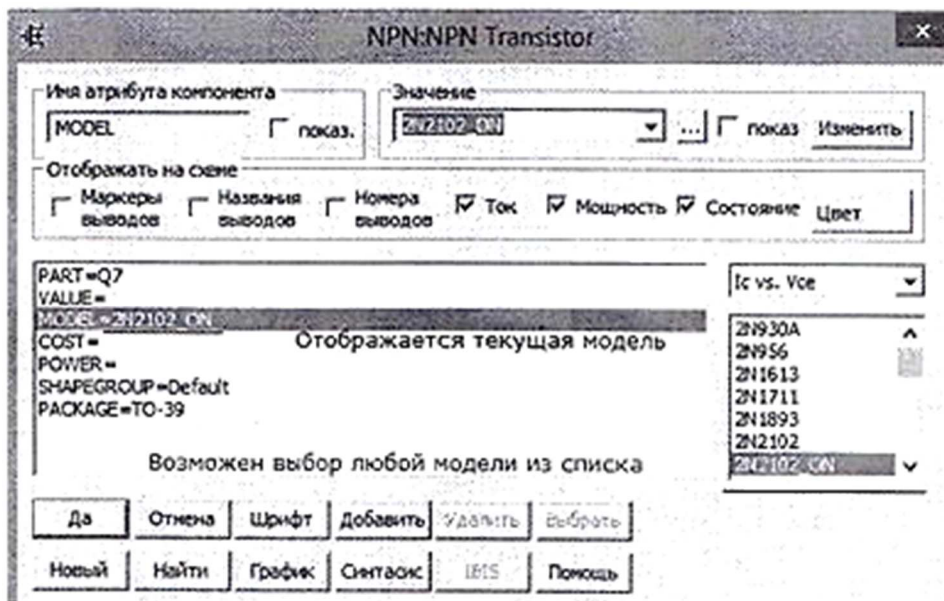 NPN:NPN Transistor
Имя атрибута компонента
MODEL
показ.
Значение
2N2102_ON
...
показ
Изменить
Отображать на схеме
Маркеры выводов
Названия выводов
Номера выводов
Ток
Мощность
Состояние
Цвет
PART=Q7
VALUE=
MODEL=2N2102_ON
COST=
Отображается текущая модель
POWER=
SHAPEGROUP=Default
PACKAGE=TO-39
Возможен выбор любой модели из списка
Ic vs. Vce
2N930A
2N956
2N1613
2N1711
2N1893
2N2102
2N2102_ON
Да
Отмена
Шрифт
Добавить
Удалить
Выбрать
Новый
Найти
График
Синтаксис
IBIS
Помощь